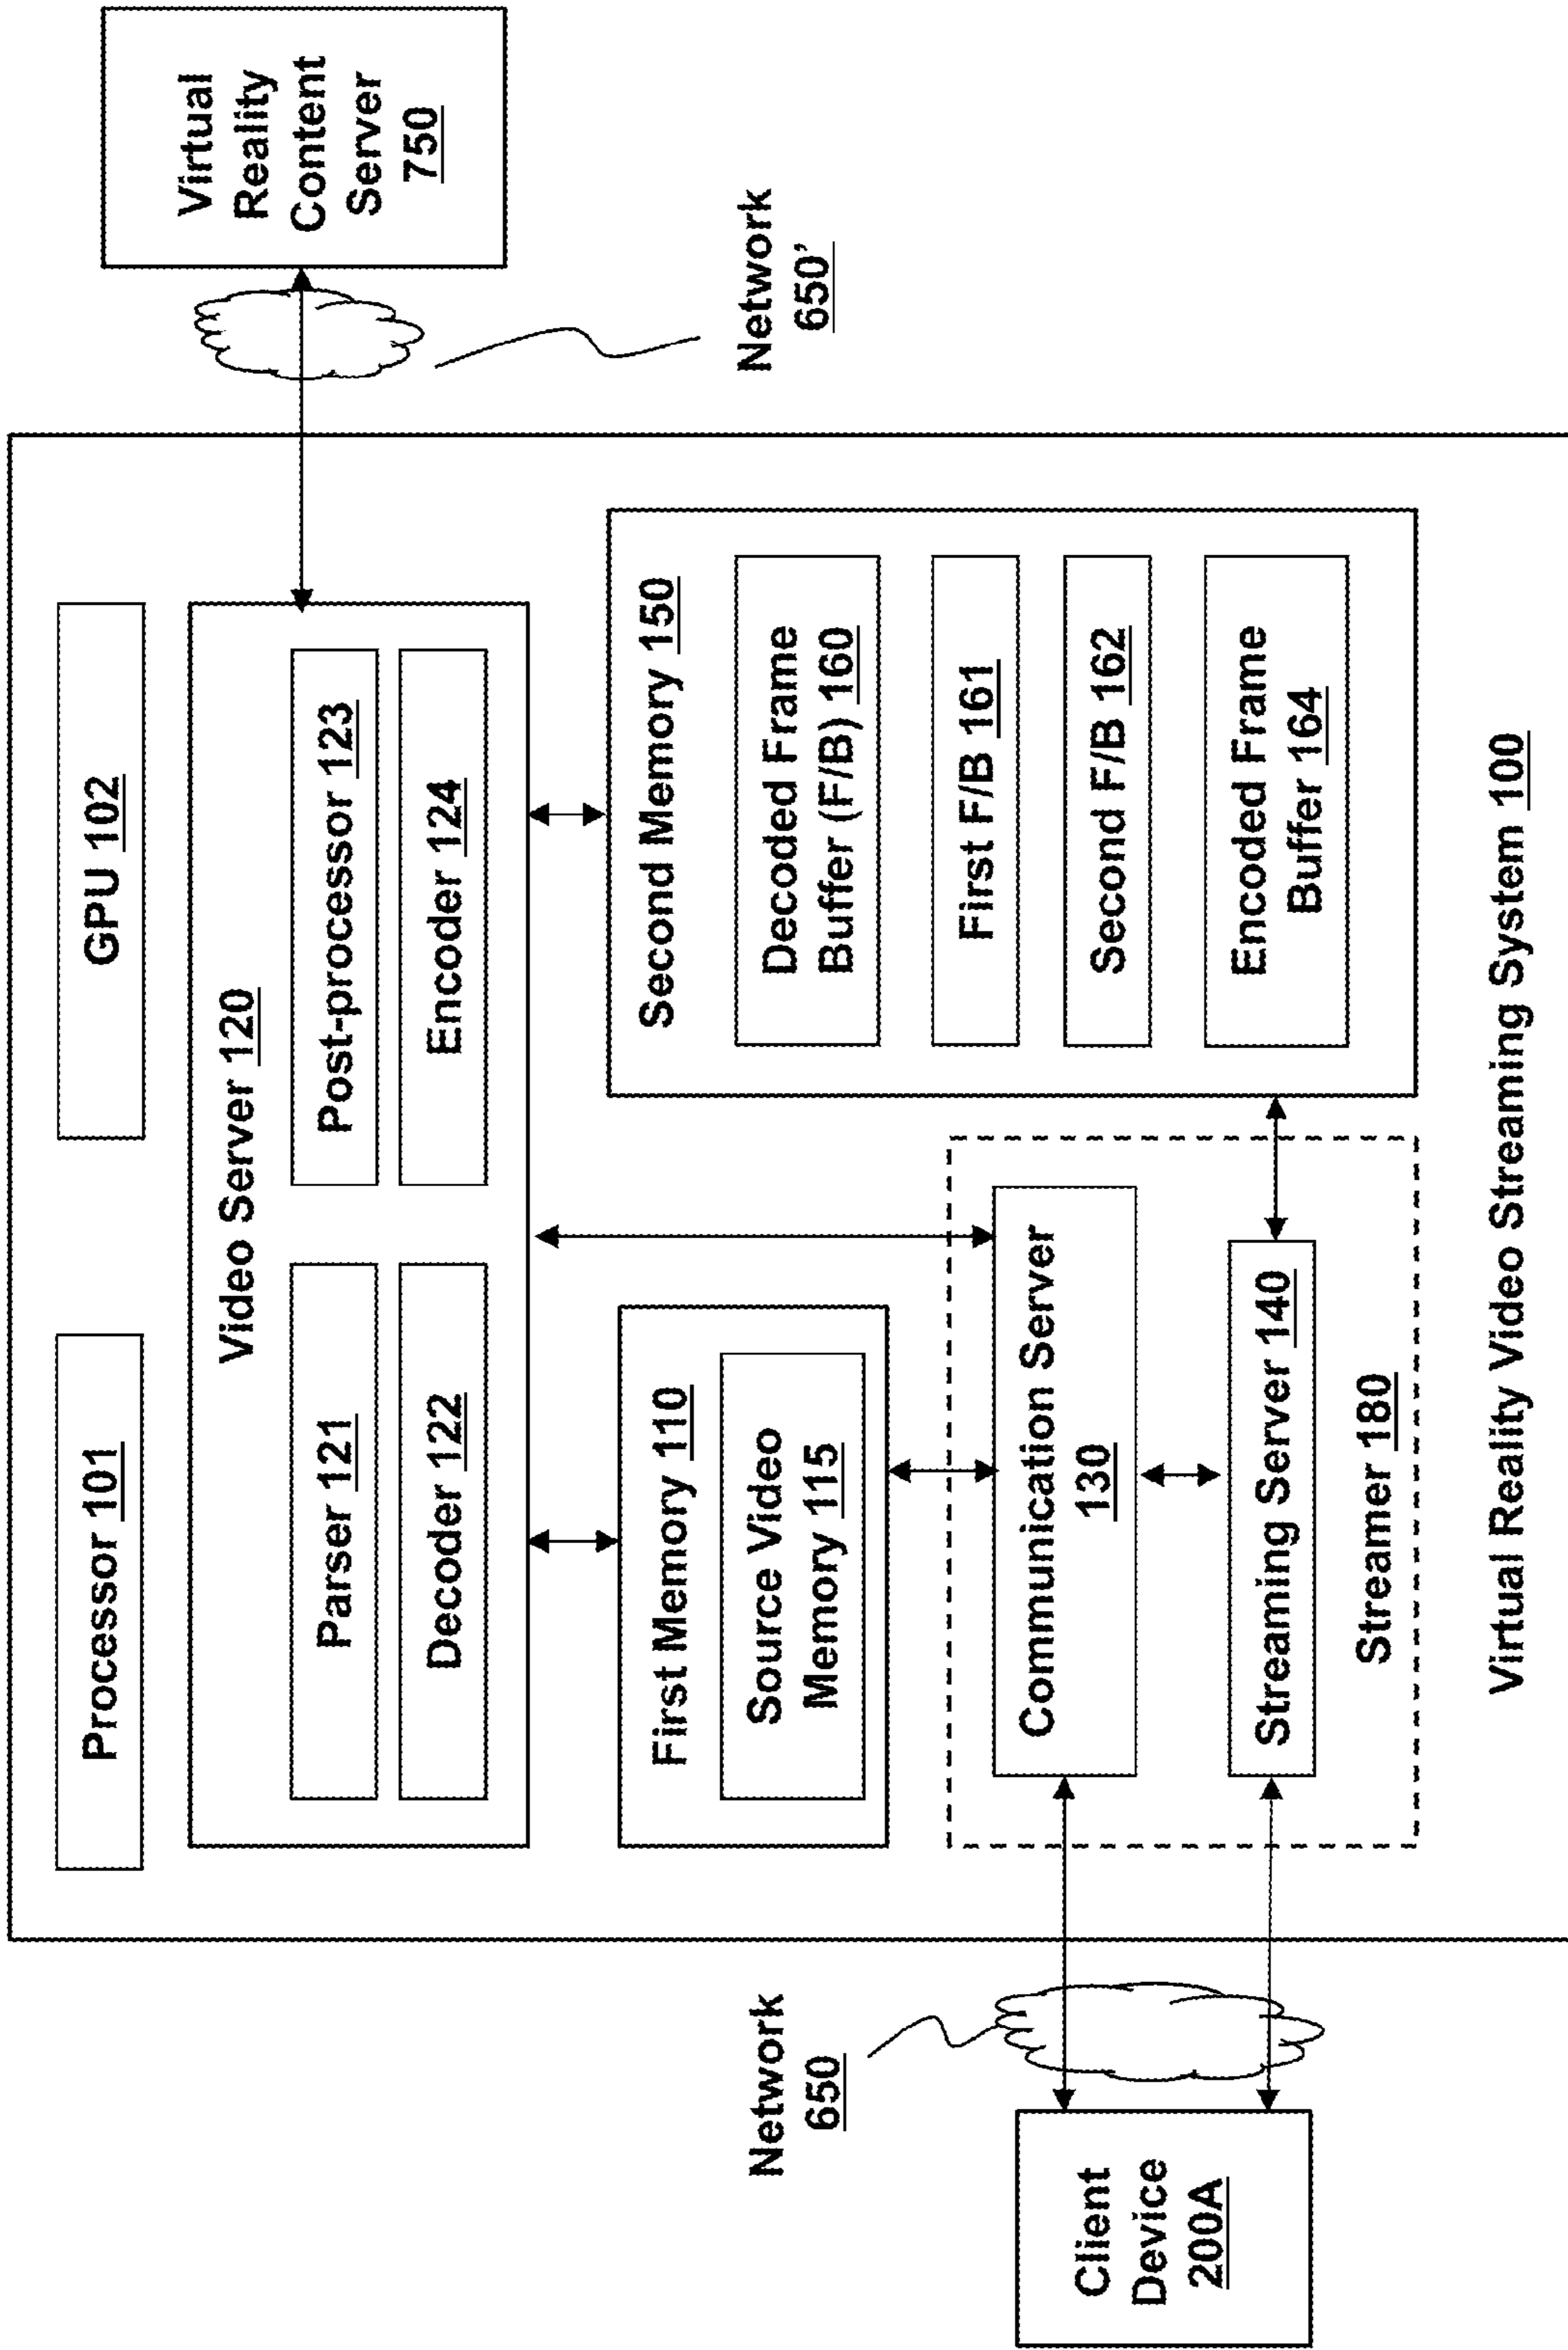 Processor 101
GPU 102
Video Server 120
Parser 121
Post-processor 123
Decoder 122
Encoder 124
First Memory 110
Source Video
Memory 115
Second Memory 150
Decoded Frame
Buffer (F/B) 160
First F/B 161
Second F/B 162
Encoded Frame
Buffer 164
Communication Server
130
Streaming Server 140
Streamer 180
Virtual Reality Video Streaming System 100
Network
650
Client
Device
200A
Virtual
Reality
Content
Server
750
Network
650’